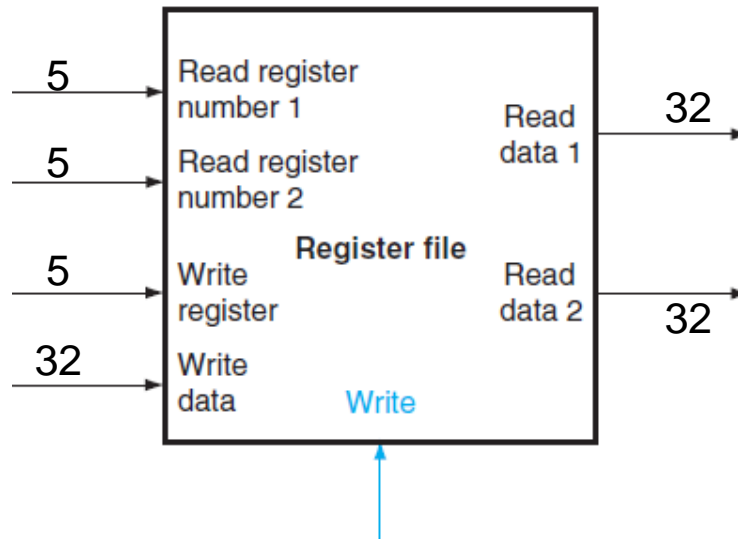 5
Read register
number 1
32
Read
data 1
5
Read register
number 2
Register file
5
Write
register
Read
data 2
32
32
Write
data
Write